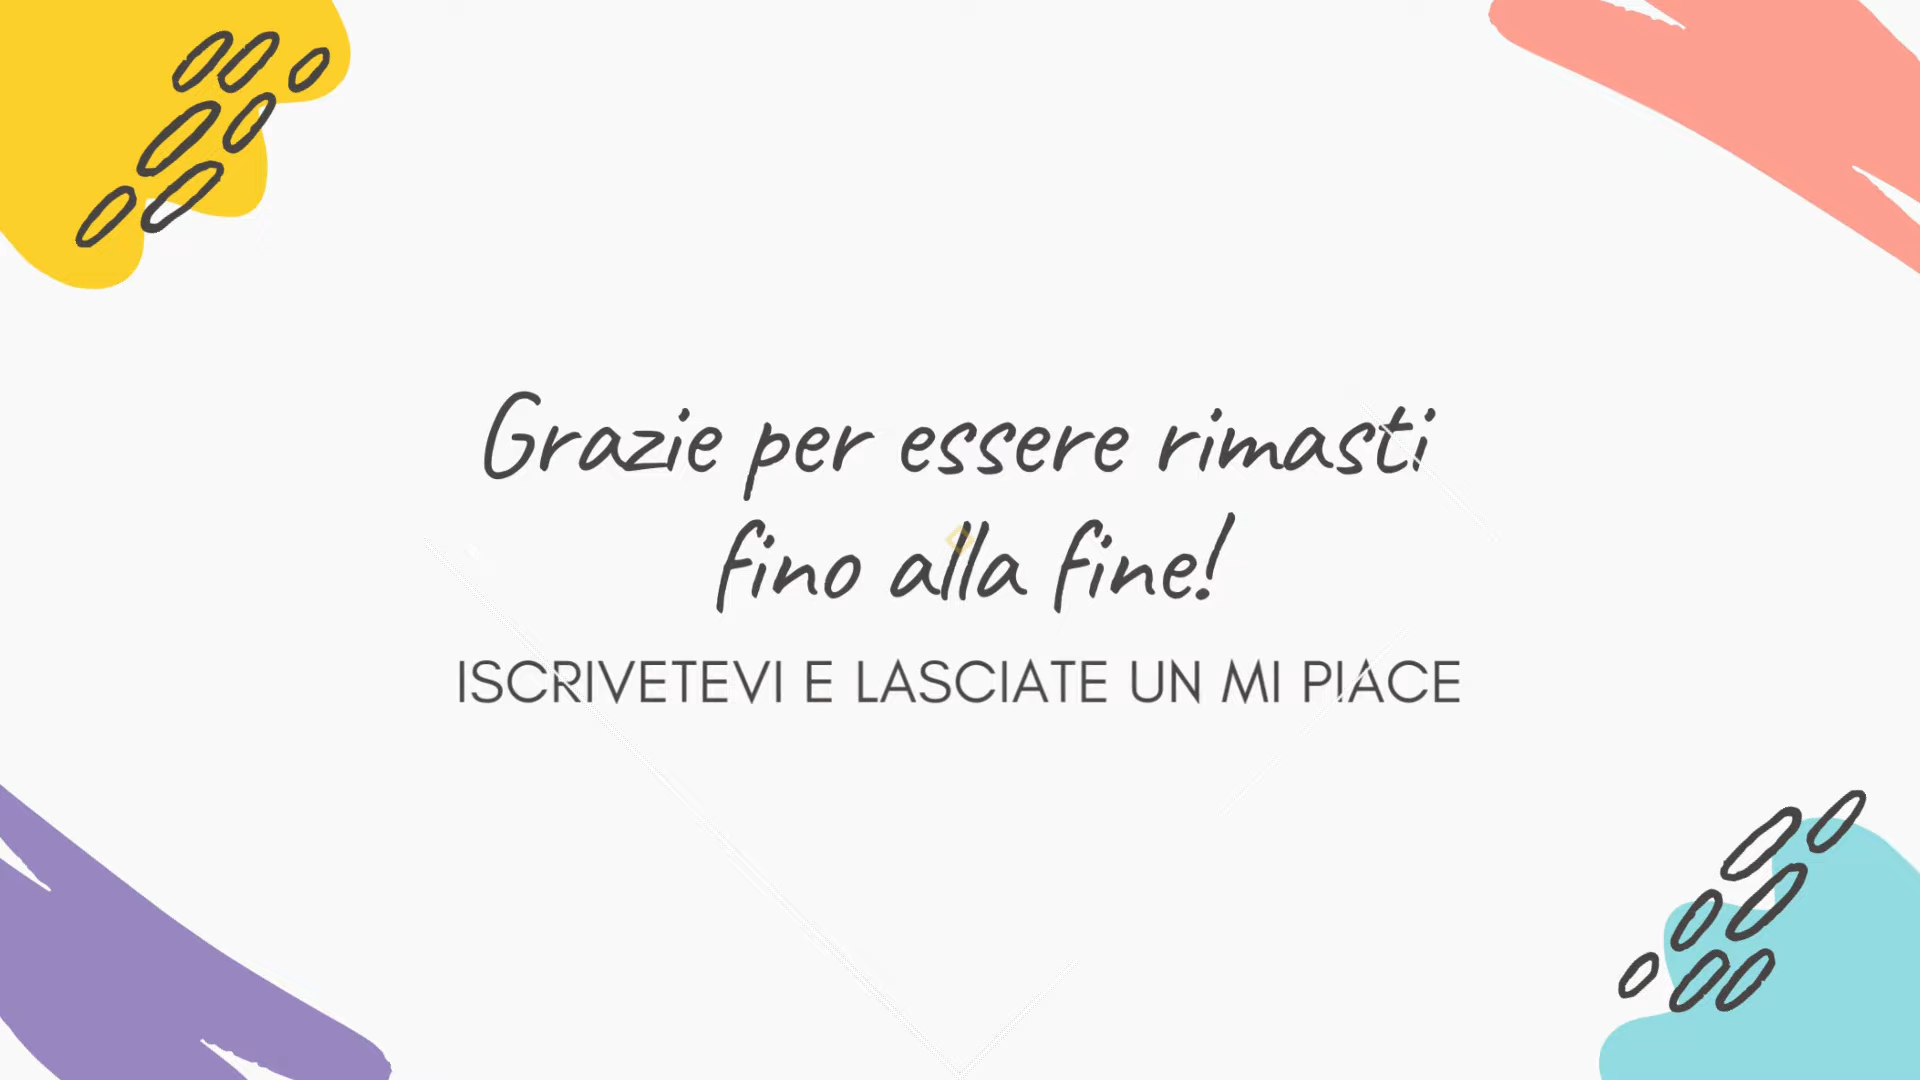 Grazie per essere rimasti
fino alla fine!
ISCRIVETEVI E LASCIATE UN MI PIACE